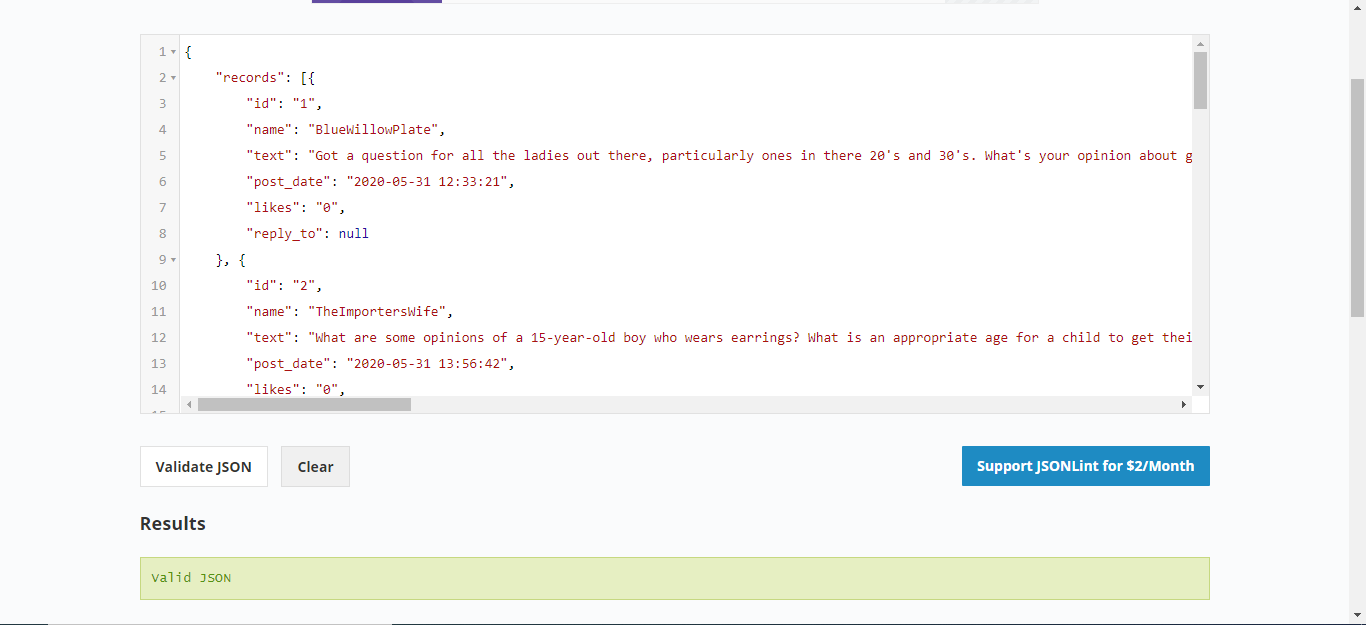 1 {
2 "records": [{
3 "id": "1",
4 "name": "BlueWillowPlate",
5 "text": "Got a question for all the ladies out there, particularly ones in there 20's and 30's. What's your opinion about g
6 "post_date": "2020-05-31 12:33:21",
7 "likes": "0",
8 "reply_to": null
9 }, {
10 "id": "2",
11 "name": "TheImportersWife",
12 "text": "What are some opinions of a 15-year-old boy who wears earrings? What is an appropriate age for a child to get thei
13 "post_date": "2020-05-31 13:56:42",
14 "likes": "0",
Validate JSON Clear Support JSONLint for $2/Month
Results
Valid JSON